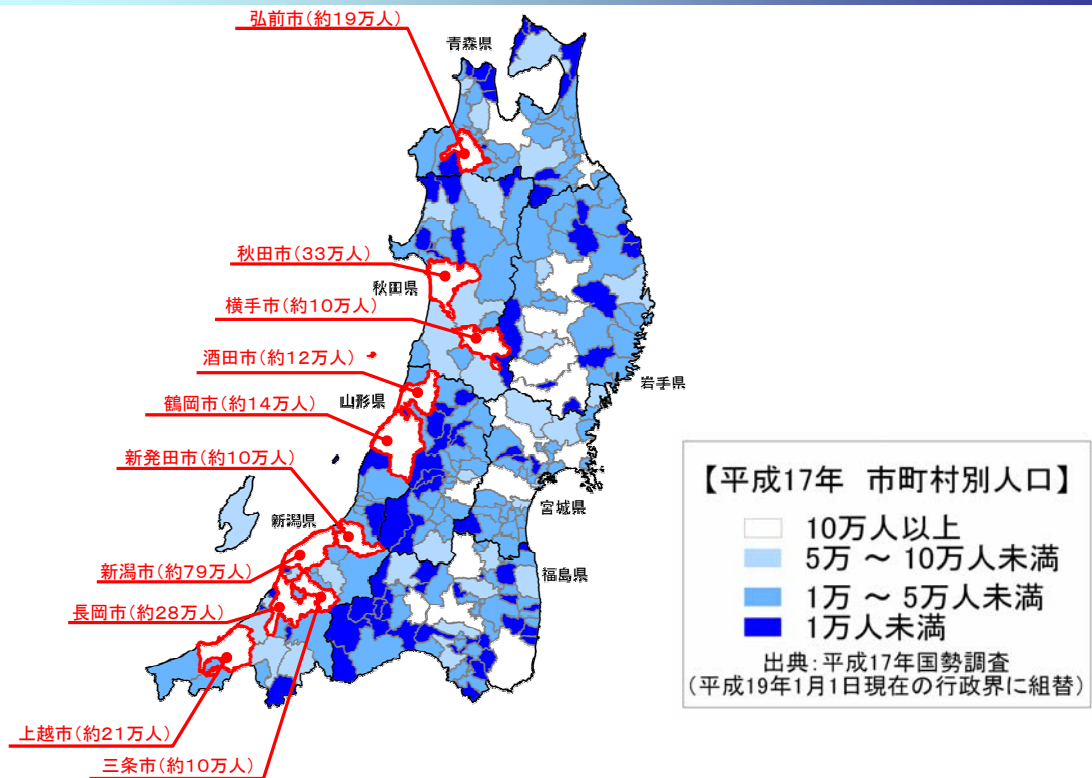 弘前市(約19万人)
青森県
秋田市(33万人)
秋田県
横手市(約10万人)
酒田市(約12万人)
岩手県
山形県
鶴岡市(約14万人)
新発田市(約10万人)
宮城県
新潟県
新潟市(約79万人)
福島県
長岡市(約28万人)
上越市(約21万人)
三条市(約10万人)
【平成17年 市町村別人口】
10万人以上
5万 ～ 10万人未満
1万 ～ 5万人未満
1万人未満
出典:平成17年国勢調査
(平成19年1月1日現在の行政界に組替)